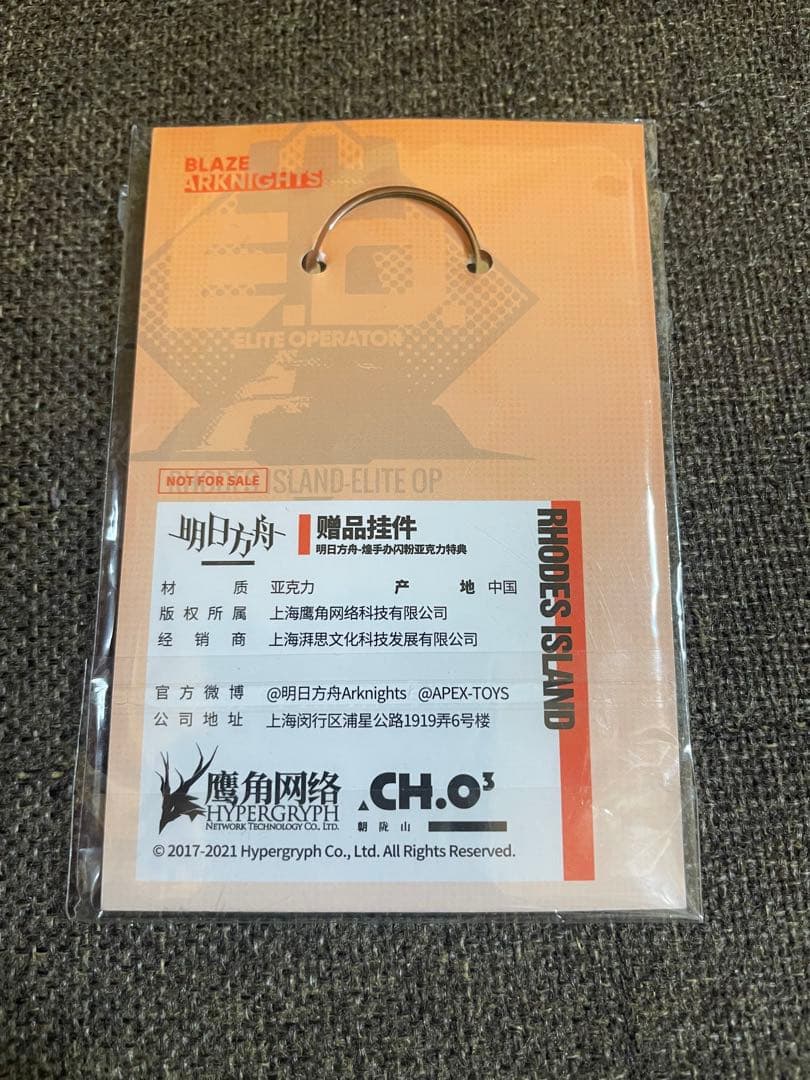 BLAZE
ARKNIGHTS
ELITE OPERATOR
RHODES ISLAND-ELITE OP
NOT FOR SALE
明日方舟
赠品挂件
明日方舟-煌手办闪粉亚克力特典
材 质 亚克力 产 地 中国
版权所属 上海鹰角网络科技有限公司
经销商 上海湃思文化科技发展有限公司
官方微博 @明日方舟Arknights @APEX-TOYS
公司地址 上海闵行区浦星公路1919弄6号楼
RHODES ISLAND
鹰角网络
HYPERGRYPH
NETWORK TECHNOLOGY CO., LTD.
CH.O³
朝陇山
© 2017-2021 Hypergryph Co., Ltd. All Rights Reserved.